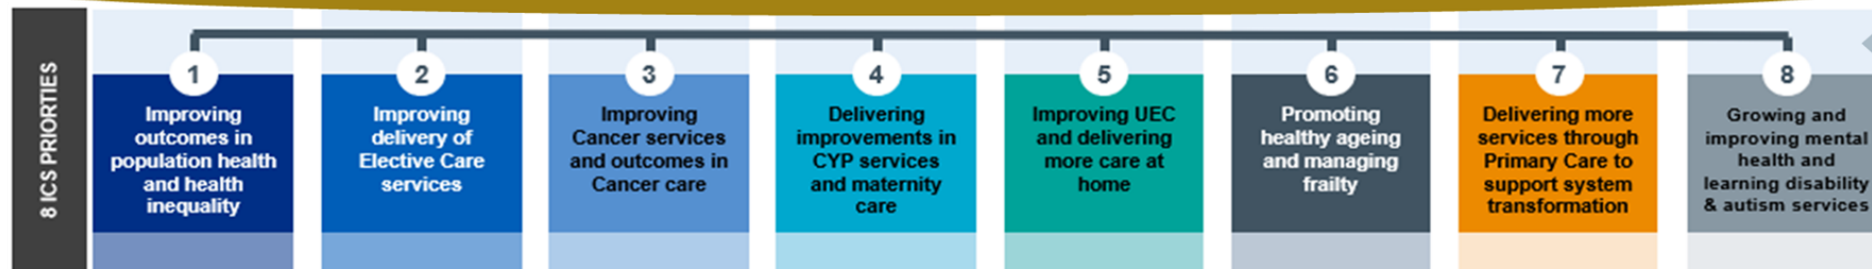 8 ICS PRIORTIES
1
Improving
outcomes in
population health
and health
inequality
2
Improving
delivery of
Elective Care
services
3
Improving
Cancer services
and outcomes in
Cancer care
4
Delivering
improvements in
CYP services
and maternity
care
5
Improving UEC
and delivering
more care at
home
6
Promoting
healthy ageing
and managing
frailty
7
Delivering more
services through
Primary Care to
support system
transformation
8
Growing and
improving mental
health and
learning disability
& autism services